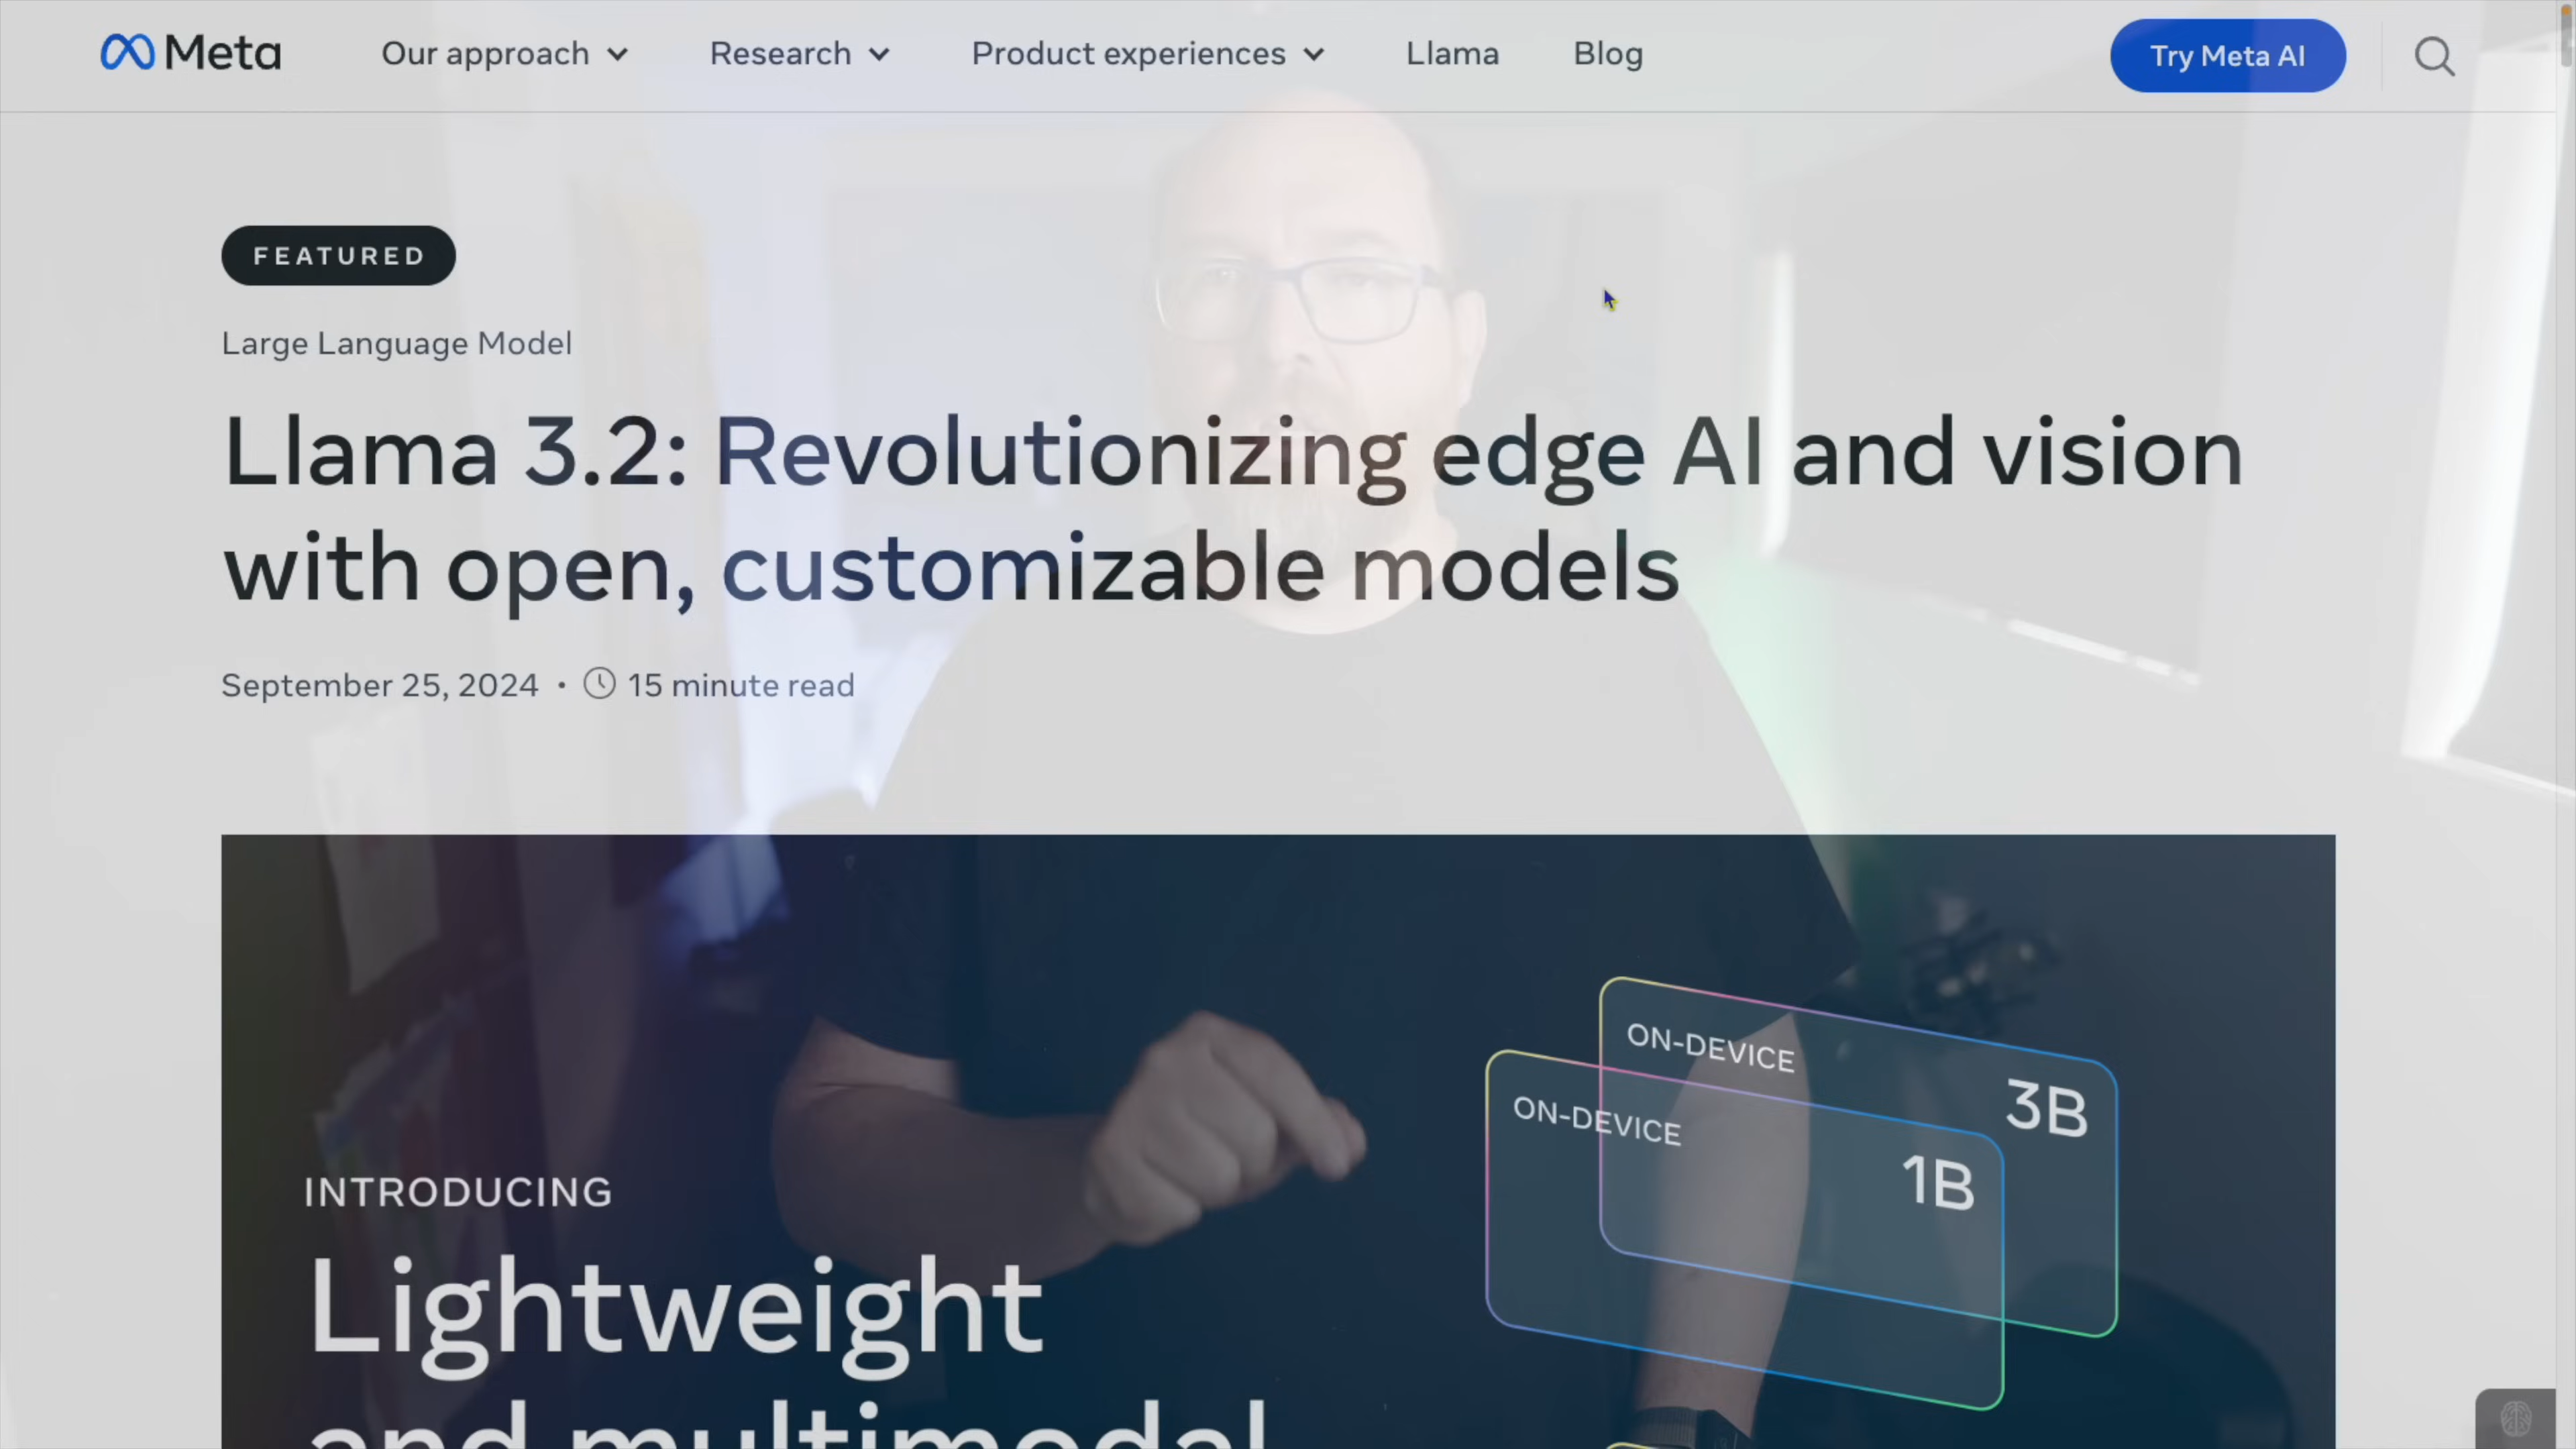 Meta
Our approach
Research
Product experiences
Llama
Blog
Try Meta AI
FEATURED
Large Language Model
Llama 3.2: Revolutionizing edge AI and vision
with open, customizable models
September 25, 2024 • 15 minute read
ON-DEVICE
3B
ON-DEVICE
1B
INTRODUCING
Lightweight
and multimodal